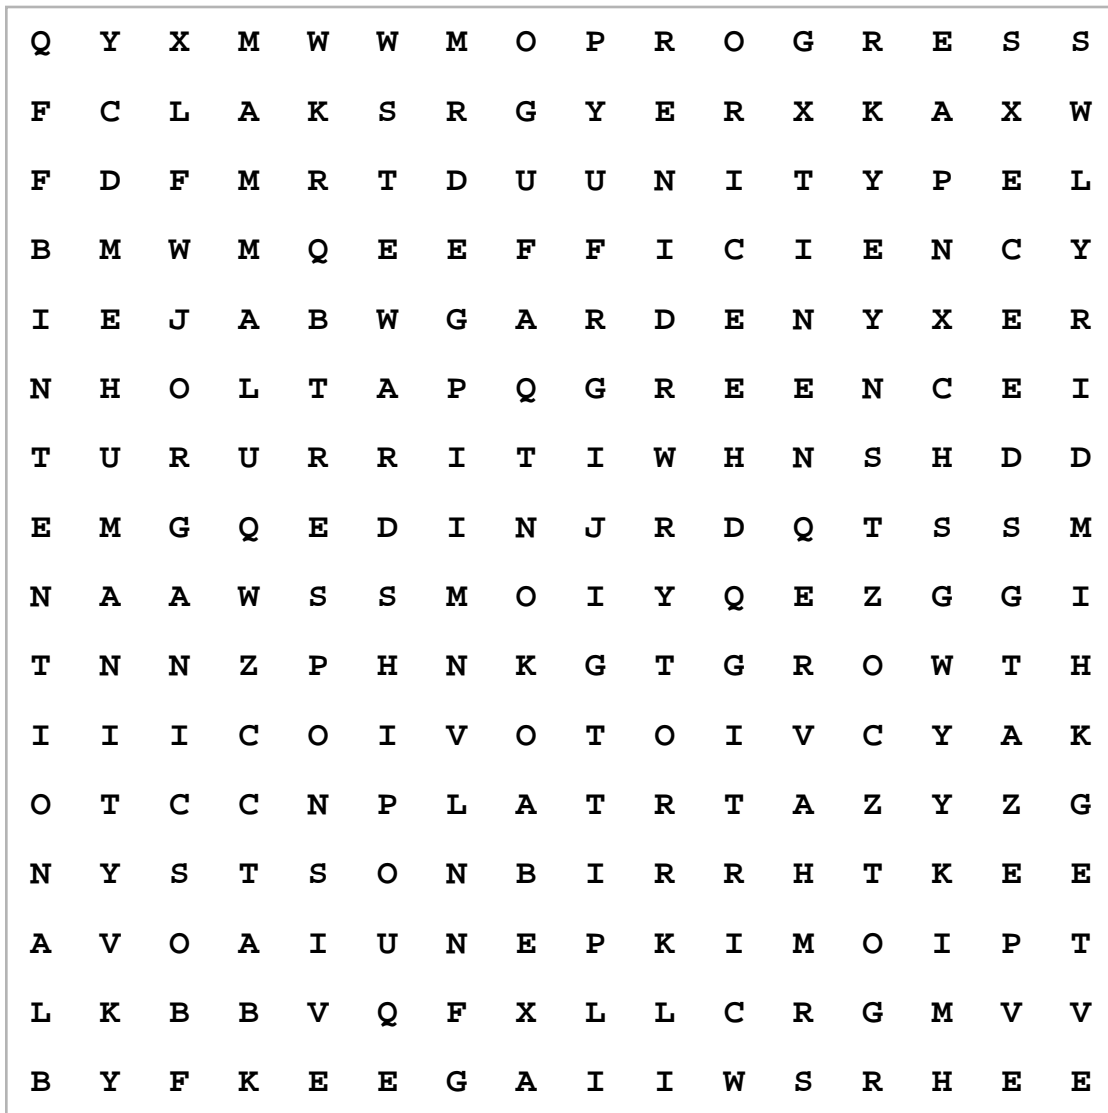 Q Y X M W W M O P R O G R E S S
F C L A K S R G Y E R X K A X W
F D F M R T D U U N I T Y P E L
B M W M Q E E F F I C I E N C Y
I E J A B W G A R D E N Y X E R
N H O L T A P Q G R E E N C E I
T U R U R R I T I W H N S H D D
E M G Q E D I N J R D Q T S S M
N A A W S S M O I Y Q E Z G G I
T N N Z P H N K G T G R O W T H
I I I C O I V O T O I V C Y A K
O T C C N P L A T R T A Z Y Z G
N Y S T S O N B I R R H T K E E
A V O A I U N E P K I M O I P T
L K B B V Q F X L L C R G M V V
B Y F K E E G A I I W S R H E E